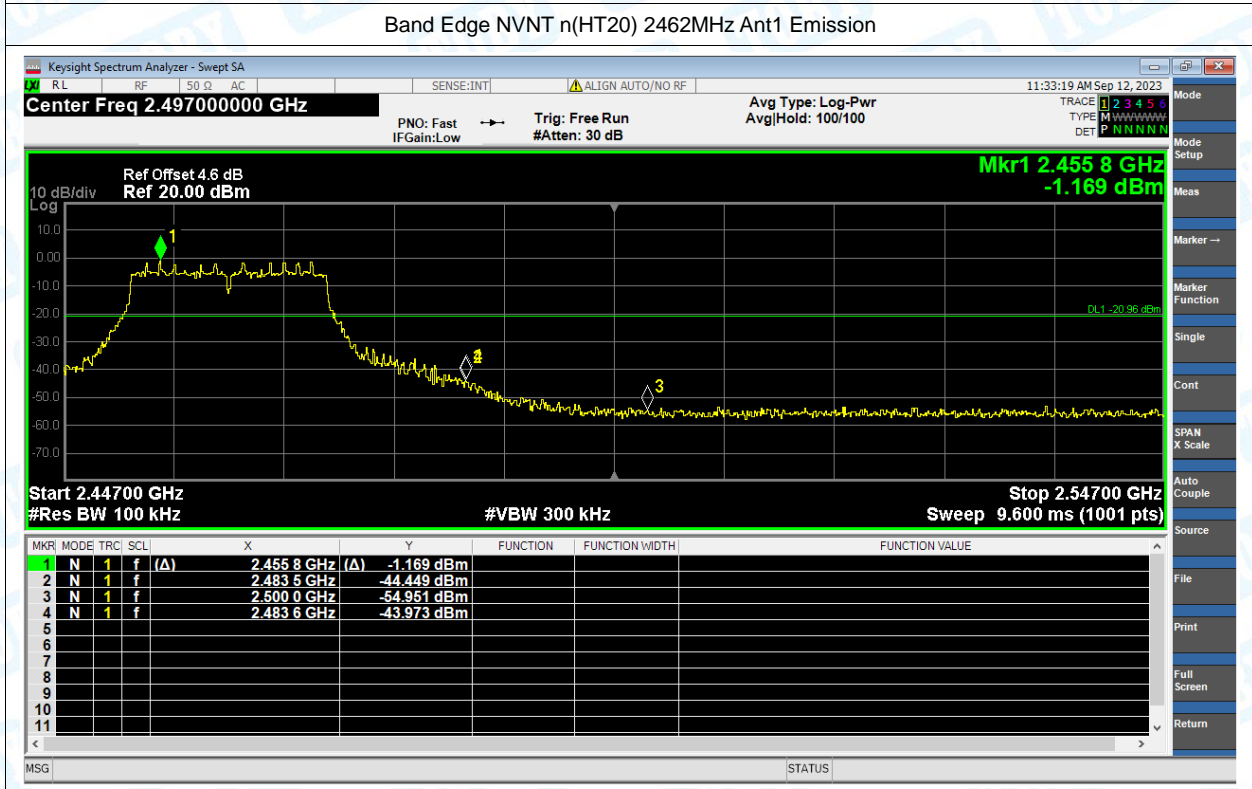 Band Edge NVNT n(HT20) 2462MHz Ant1 Emission
Keysight Spectrum Analyzer - Swept SA
LXI RL RF 50 Ω AC SENSE:INT ALIGN AUTO/NO RF 11:33:19 AM Sep 12, 2023
Center Freq 2.497000000 GHz
PNO: Fast
IFGain:Low
Trig: Free Run
#Atten: 30 dB
Avg Type: Log-Pwr
Avg|Hold: 100/100
TRACE 1 2 3 4 5 6
TYPE M WWWWW
DET P N N N N N
Ref Offset 4.6 dB
10 dB/div Ref 20.00 dBm
Log
Mkr1 2.455 8 GHz
-1.169 dBm
10.0
0.00
-10.0
-20.0
-30.0
-40.0
-50.0
-60.0
-70.0
1
3
DL1 -20.96 dBm
Start 2.44700 GHz Stop 2.54700 GHz
#Res BW 100 kHz #VBW 300 kHz Sweep 9.600 ms (1001 pts)
MKR MODE TRC SCL X Y FUNCTION FUNCTION WIDTH FUNCTION VALUE
1 N 1 f (Δ) 2.455 8 GHz (Δ) -1.169 dBm
2 N 1 f 2.483 5 GHz -44.449 dBm
3 N 1 f 2.500 0 GHz -54.951 dBm
4 N 1 f 2.483 6 GHz -43.973 dBm
5
6
7
8
9
10
11
MSG STATUS
Mode
Mode Setup
Meas
Marker →
Marker Function
Single
Cont
SPAN X Scale
Auto Couple
Source
File
Print
Full Screen
Return